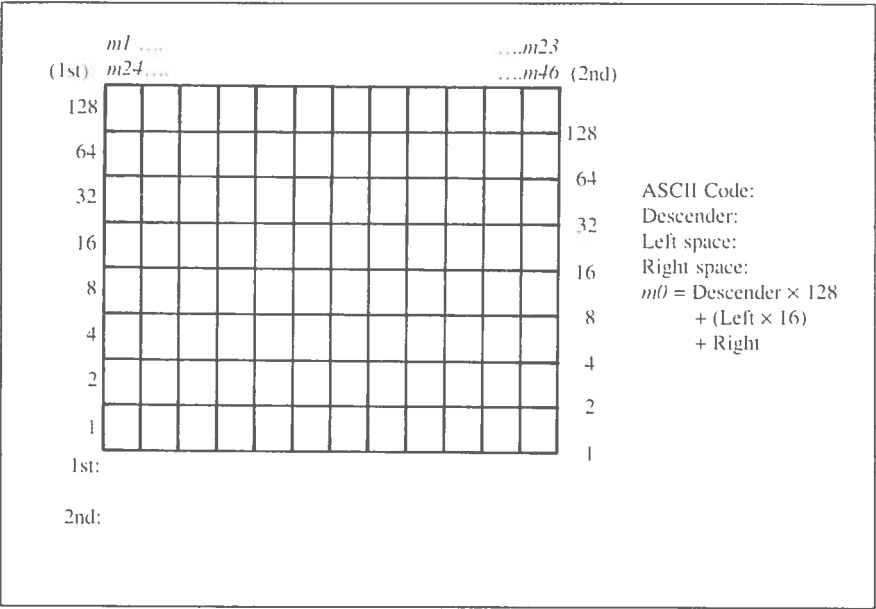 m1 .... ....m23
(1st) m24.... ....m46 (2nd)
128
128
64
64
32
32
16
16
8
8
4
4
2
2
1
1
ASCII Code:
Descender:
Left space:
Right space:
m0 = Descender × 128
+ (Left × 16)
+ Right
1st:
2nd: